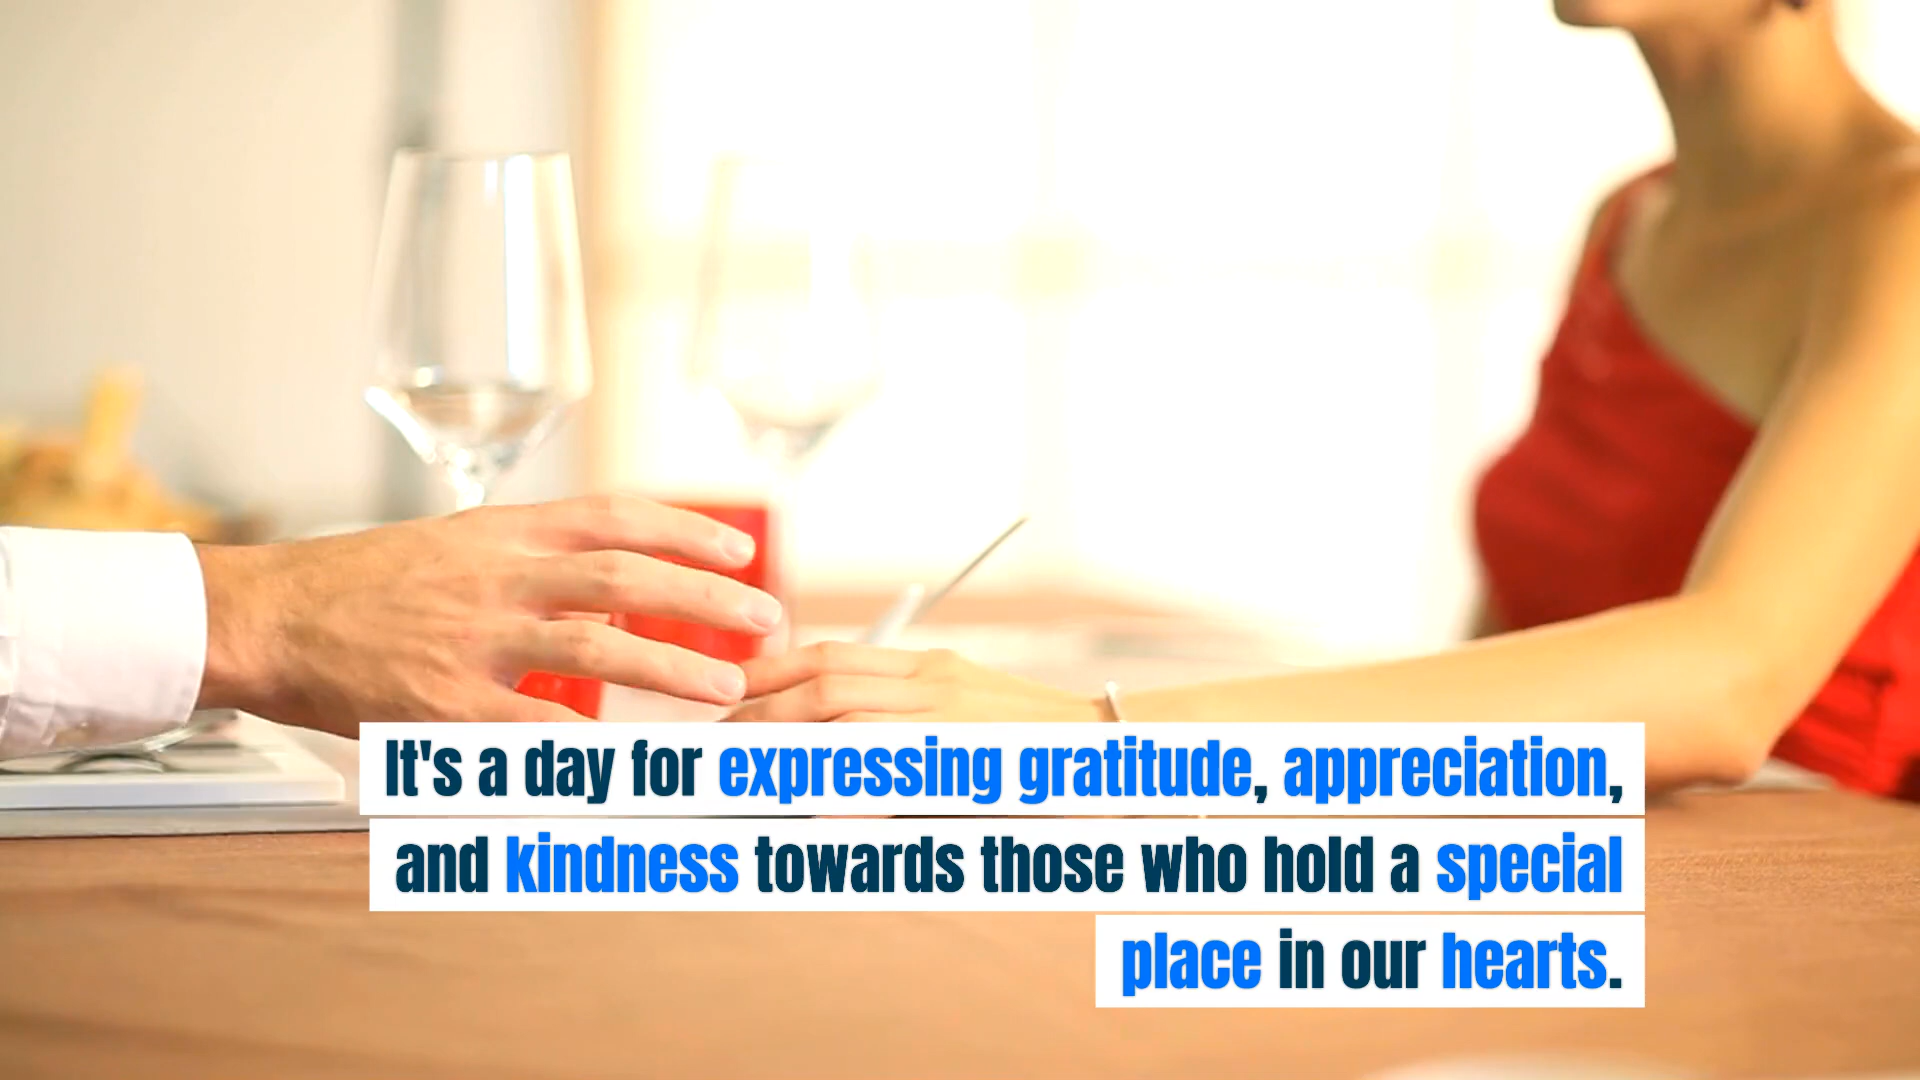 It's a day for expressing gratitude, appreciation,
and kindness towards those who hold a special
place in our hearts.